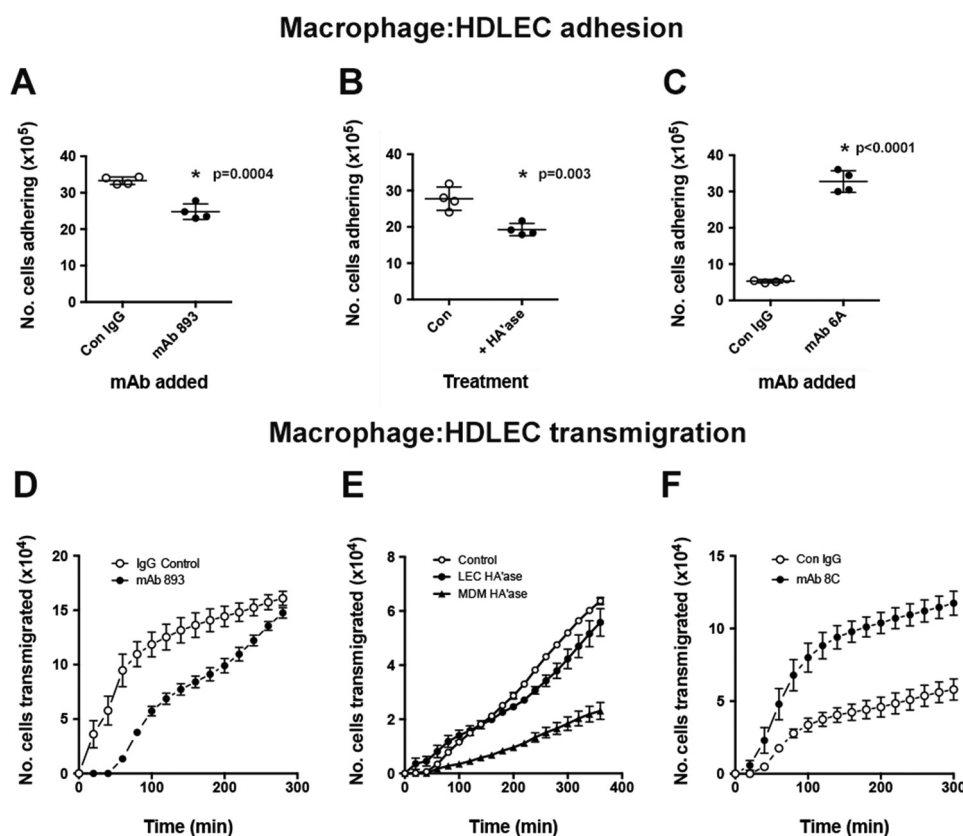 Macrophage:HDLEC adhesion
A
No. cells adhering (x10⁵)
40
30
20
10
0
* p=0.0004
Con IgG
mAb 893
mAb added
B
No. cells adhering (x10⁵)
40
30
20
10
0
* p=0.003
Con
+ HA'ase
Treatment
C
No. cells adhering (x10⁵)
40
30
20
10
0
* p<0.0001
Con IgG
mAb 6A
mAb added
Macrophage:HDLEC transmigration
D
No. cells transmigrated (x10⁴)
20
15
10
5
0
IgG Control
mAb 893
0 100 200 300
Time (min)
E
No. cells transmigrated (x10⁴)
8
6
4
2
0
Control
LEC HA'ase
MDM HA'ase
0 100 200 300 400
Time (min)
F
No. cells transmigrated (x10⁴)
15
10
5
0
Con IgG
mAb 8C
0 100 200 300
Time (min)